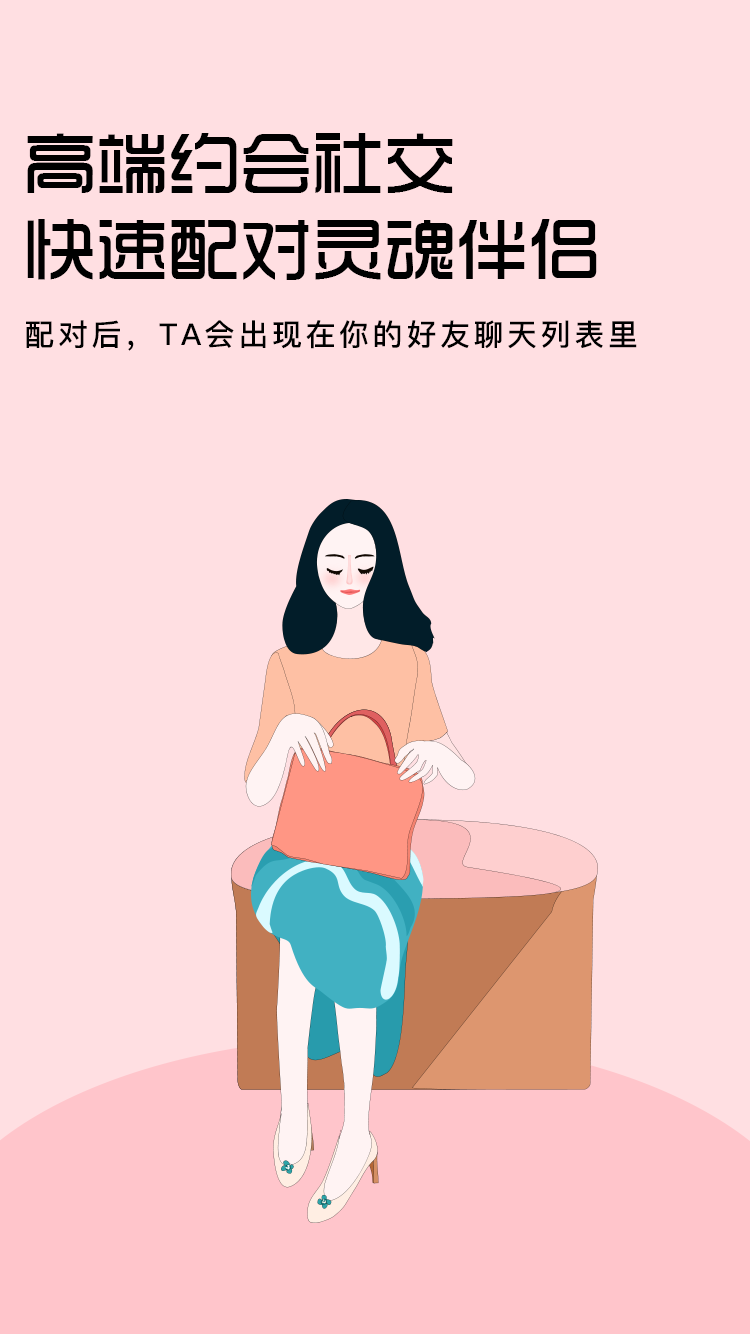 高端约会社交
快速配对灵魂伴侣
配对后，TA会出现在你的好友聊天列表里